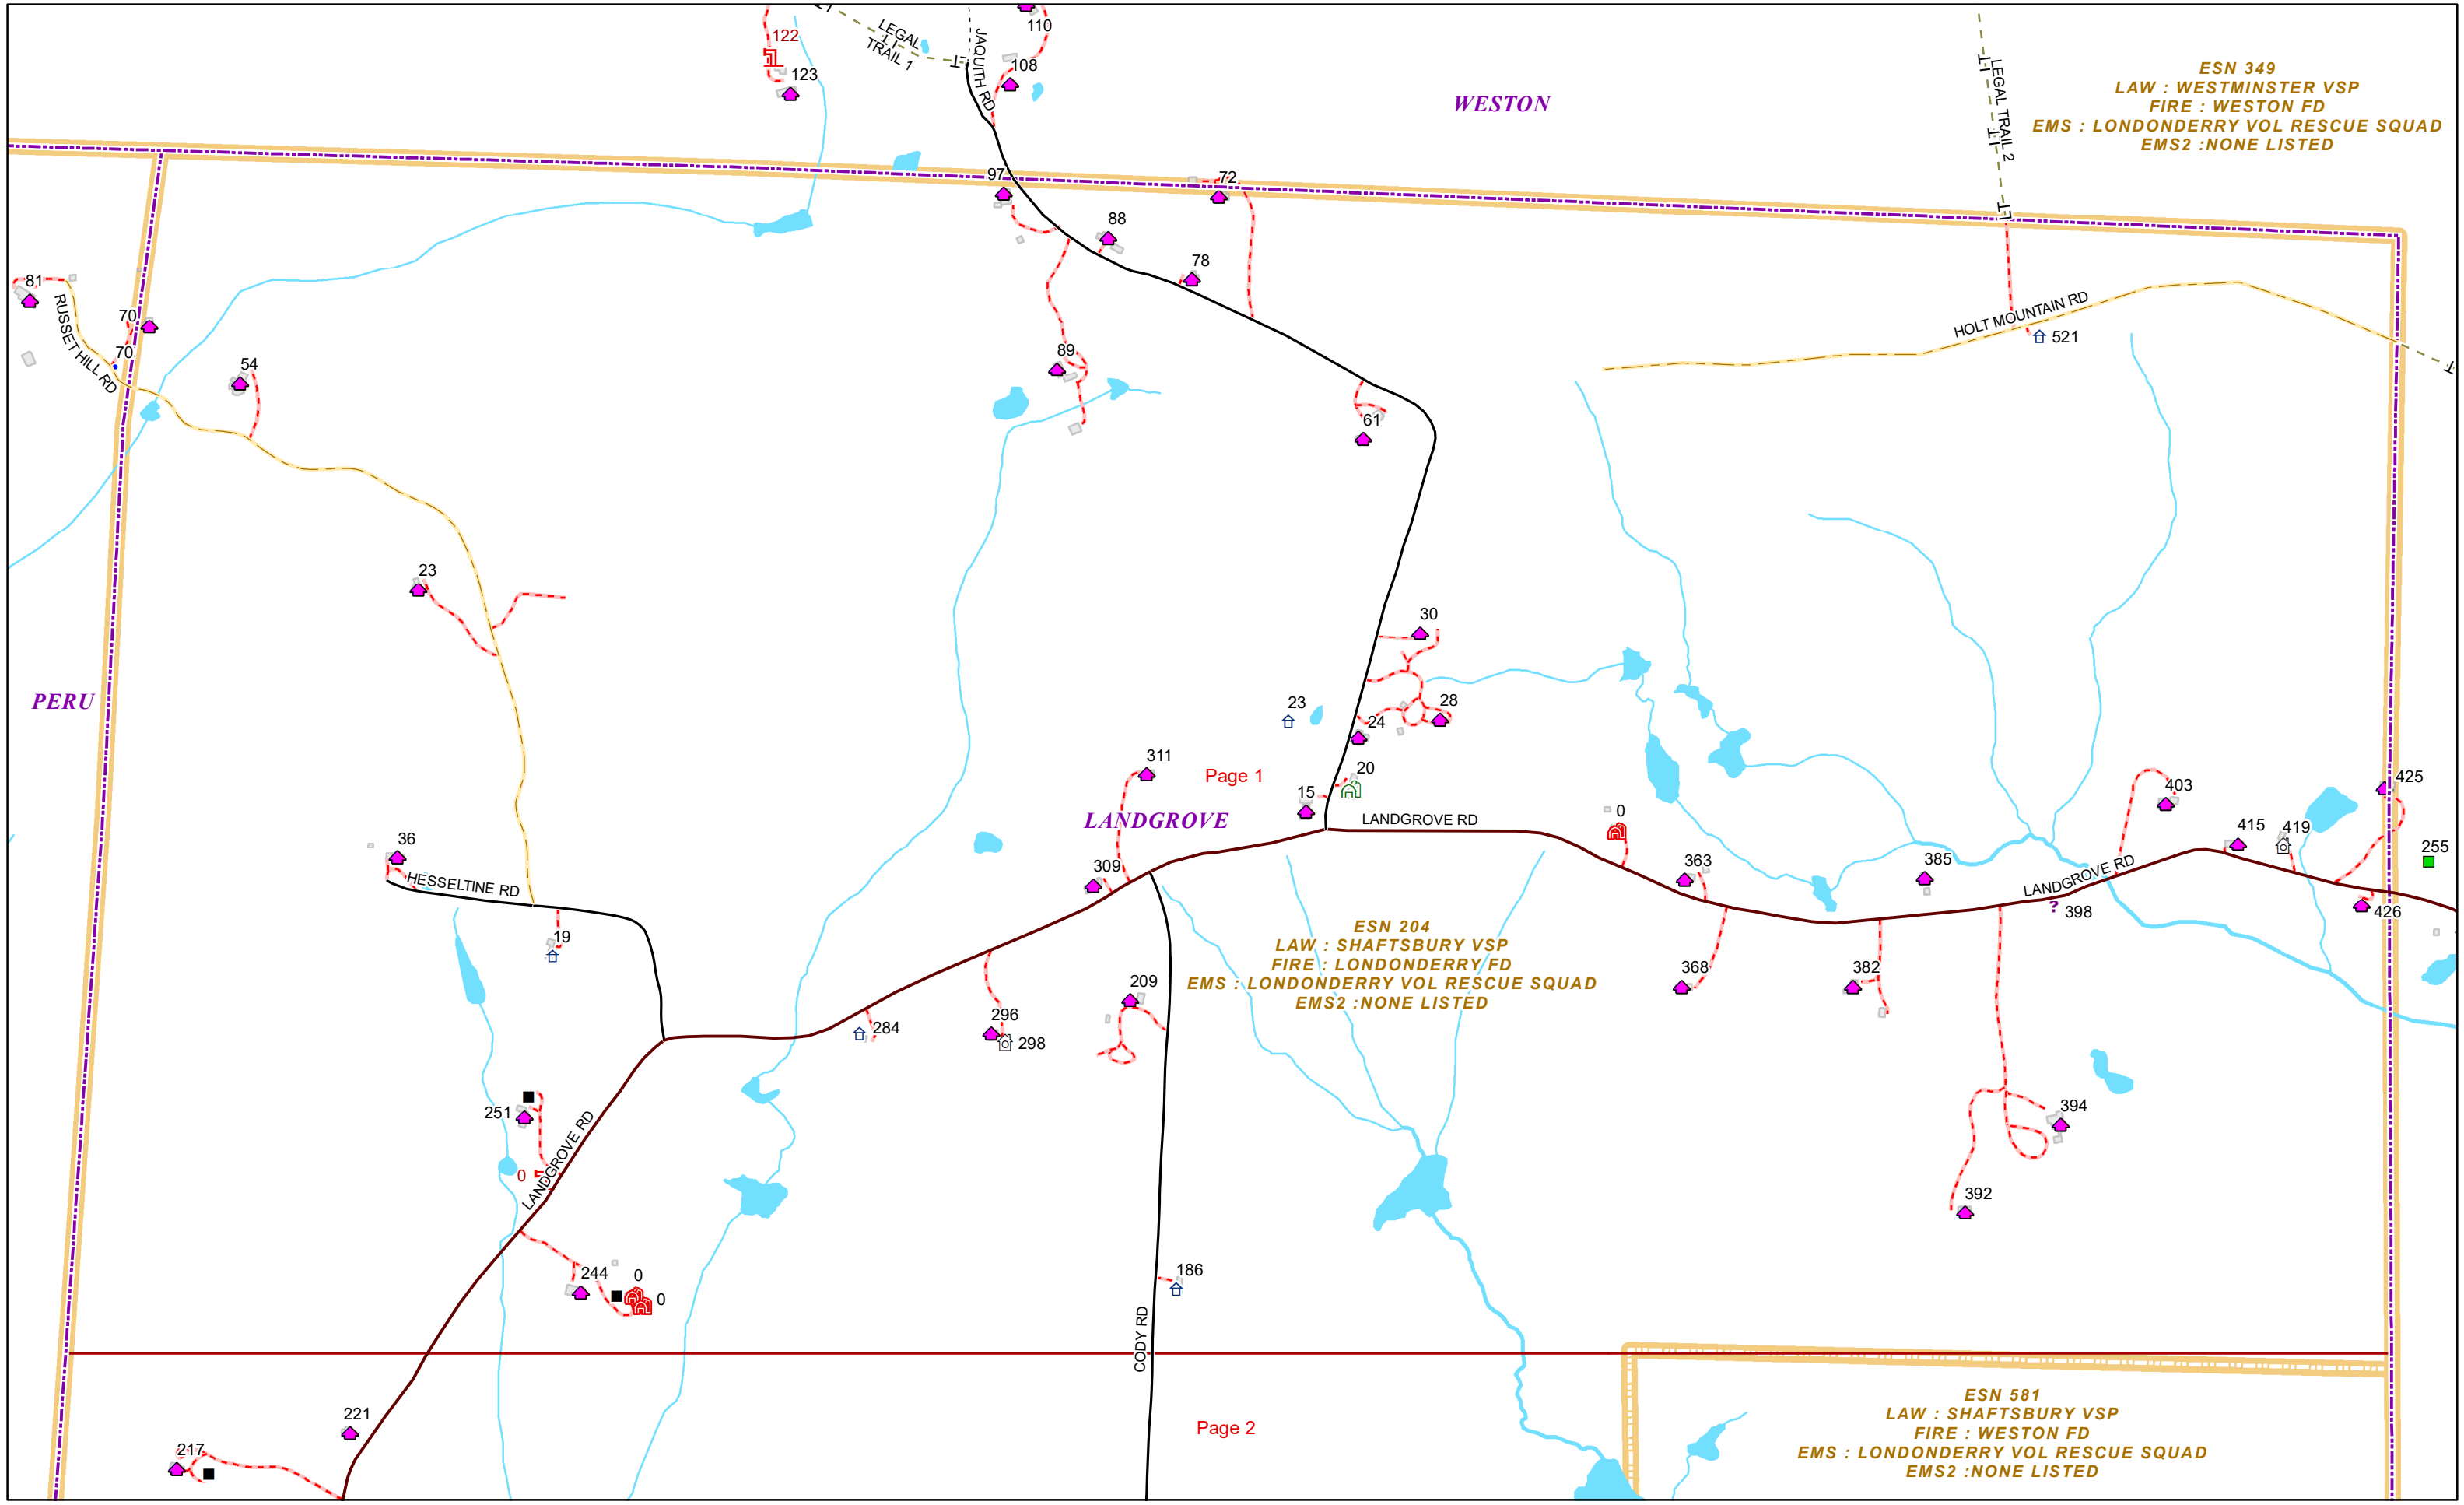 122
123
LEGAL
TRAIL 1
JAQUITH RD
110
108
WESTON
LEGAL TRAIL 2
ESN 349
LAW : WESTMINSTER VSP
FIRE : WESTON FD
EMS : LONDONDERRY VOL RESCUE SQUAD
EMS2 :NONE LISTED
97
72
88
78
81
RUSSET HILL RD
70
70
54
89
61
HOLT MOUNTAIN RD
521
23
30
PERU
23
28
24
311
Page 1
20
15
LANDGROVE
LANDGROVE RD
0
403
425
415
419
255
36
HESSELTINE RD
309
363
385
LANDGROVE RD
398
426
19
ESN 204
LAW : SHAFTSBURY VSP
FIRE : LONDONDERRY FD
EMS : LONDONDERRY VOL RESCUE SQUAD
EMS2 :NONE LISTED
209
368
382
284
296
298
251
LANDGROVE RD
0
394
392
244
0
0
186
CODY RD
221
217
Page 2
ESN 581
LAW : SHAFTSBURY VSP
FIRE : WESTON FD
EMS : LONDONDERRY VOL RESCUE SQUAD
EMS2 :NONE LISTED